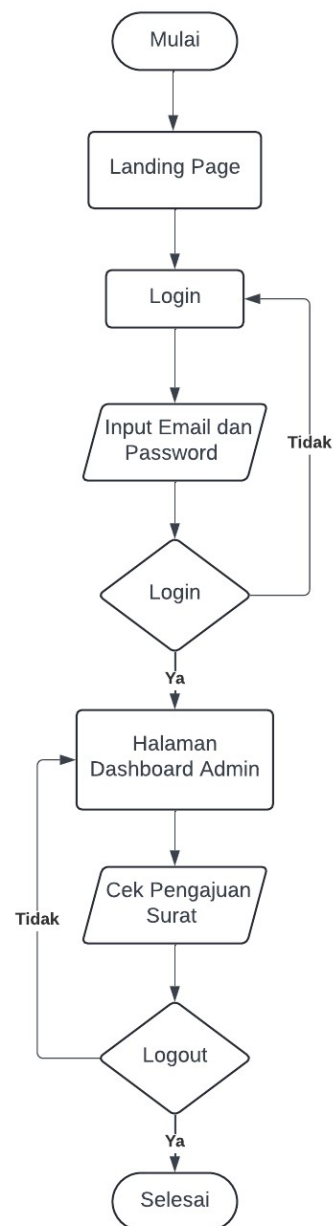 Mulai
Landing Page
Login
Input Email dan
Password
Tidak
Login
Ya
Halaman
Dashboard Admin
Cek Pengajuan
Surat
Tidak
Logout
Ya
Selesai